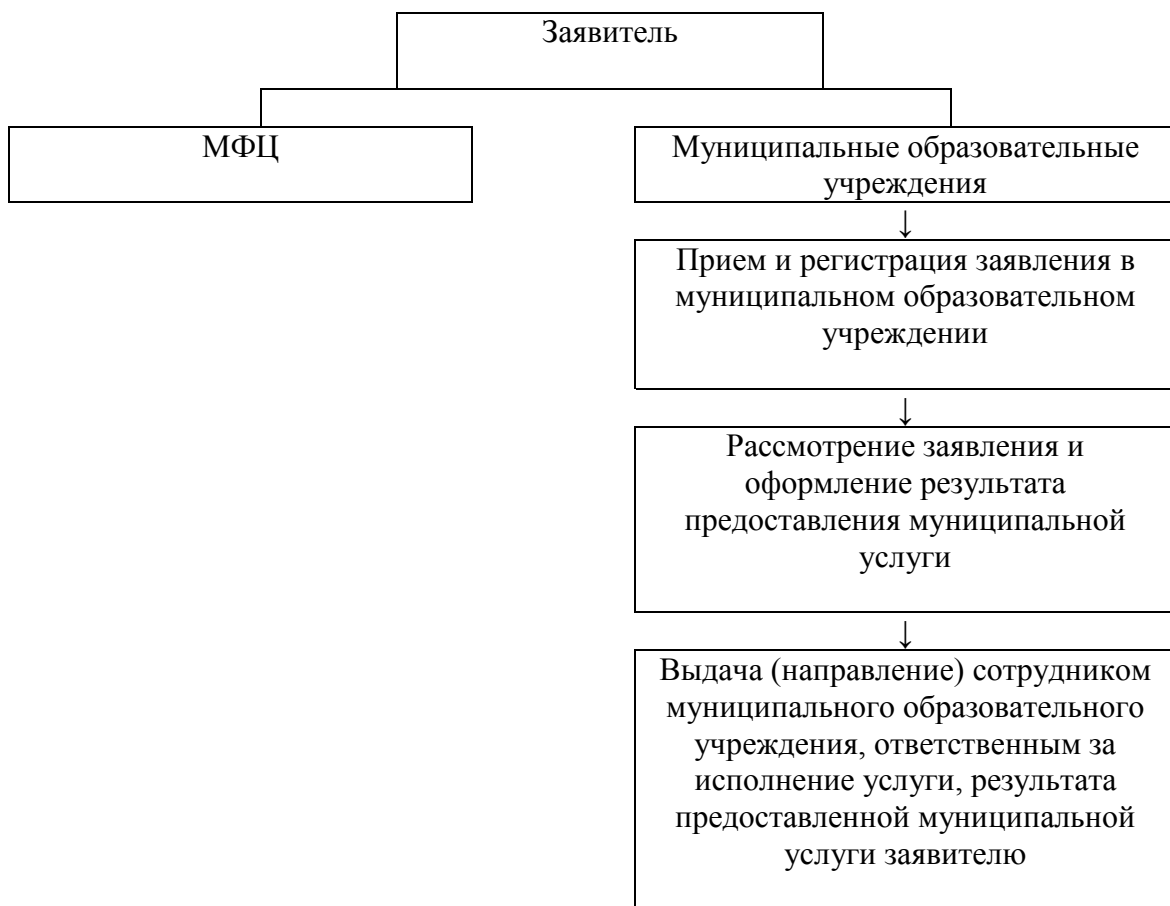 Заявитель
МФЦ
Муниципальные образовательные
учреждения
↓
Прием и регистрация заявления в
муниципальном образовательном
учреждении
↓
Рассмотрение заявления и
оформление результата
предоставления муниципальной
услуги
↓
Выдача (направление) сотрудником
муниципального образовательного
учреждения, ответственным за
исполнение услуги, результата
предоставленной муниципальной
услуги заявителю